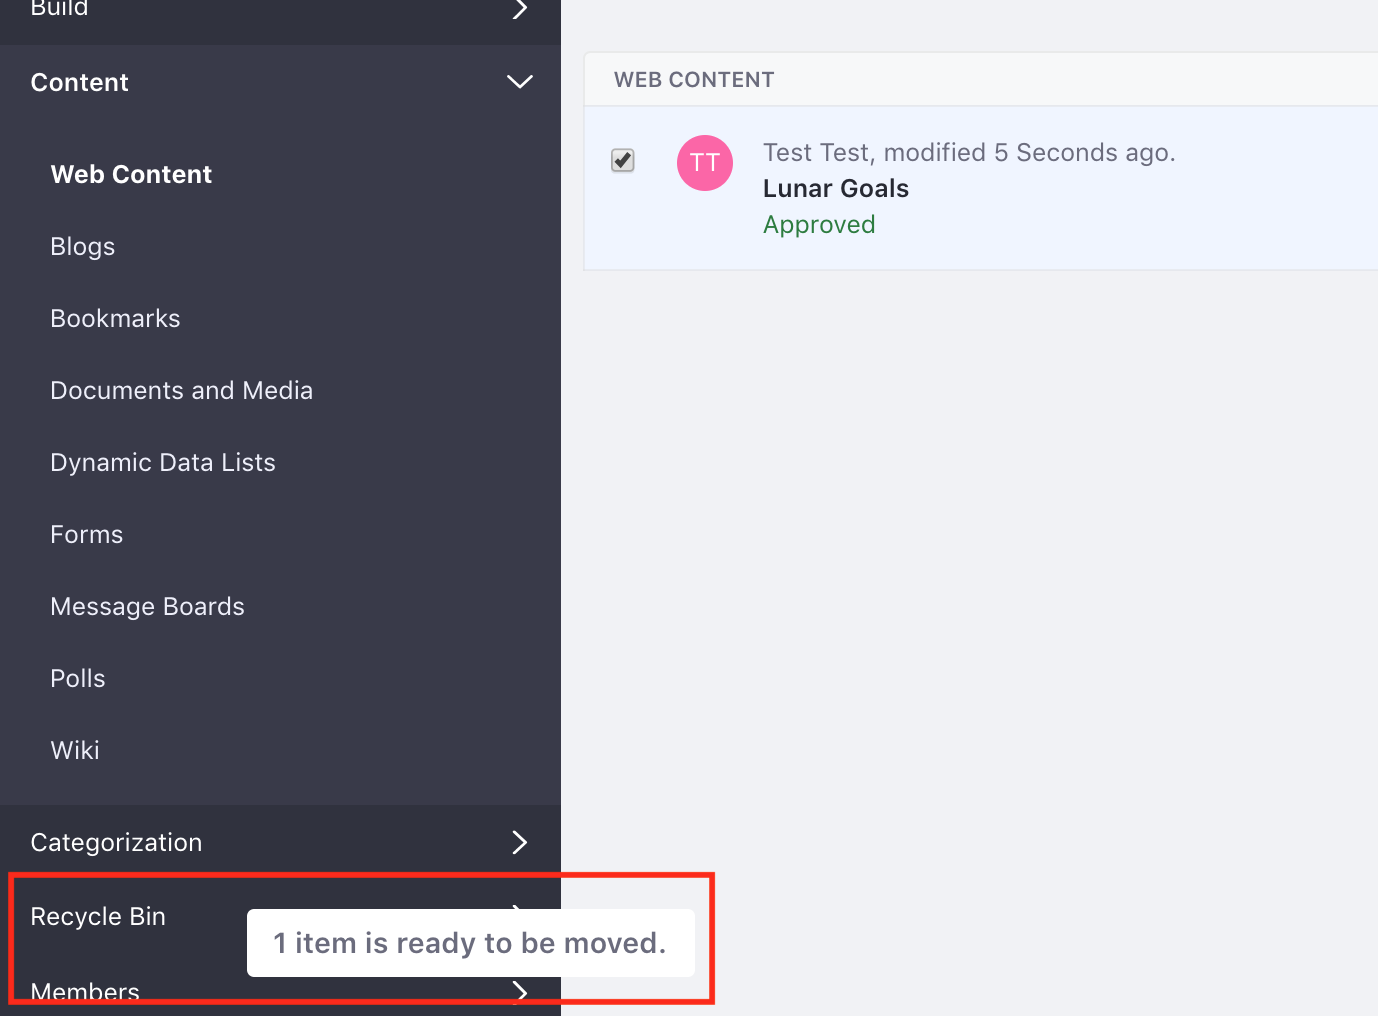 Build
Content
Web Content
Blogs
Bookmarks
Documents and Media
Dynamic Data Lists
Forms
Message Boards
Polls
Wiki
Categorization
Recycle Bin
Members
WEB CONTENT
TT
Test Test, modified 5 Seconds ago.
Lunar Goals
Approved
1 item is ready to be moved.